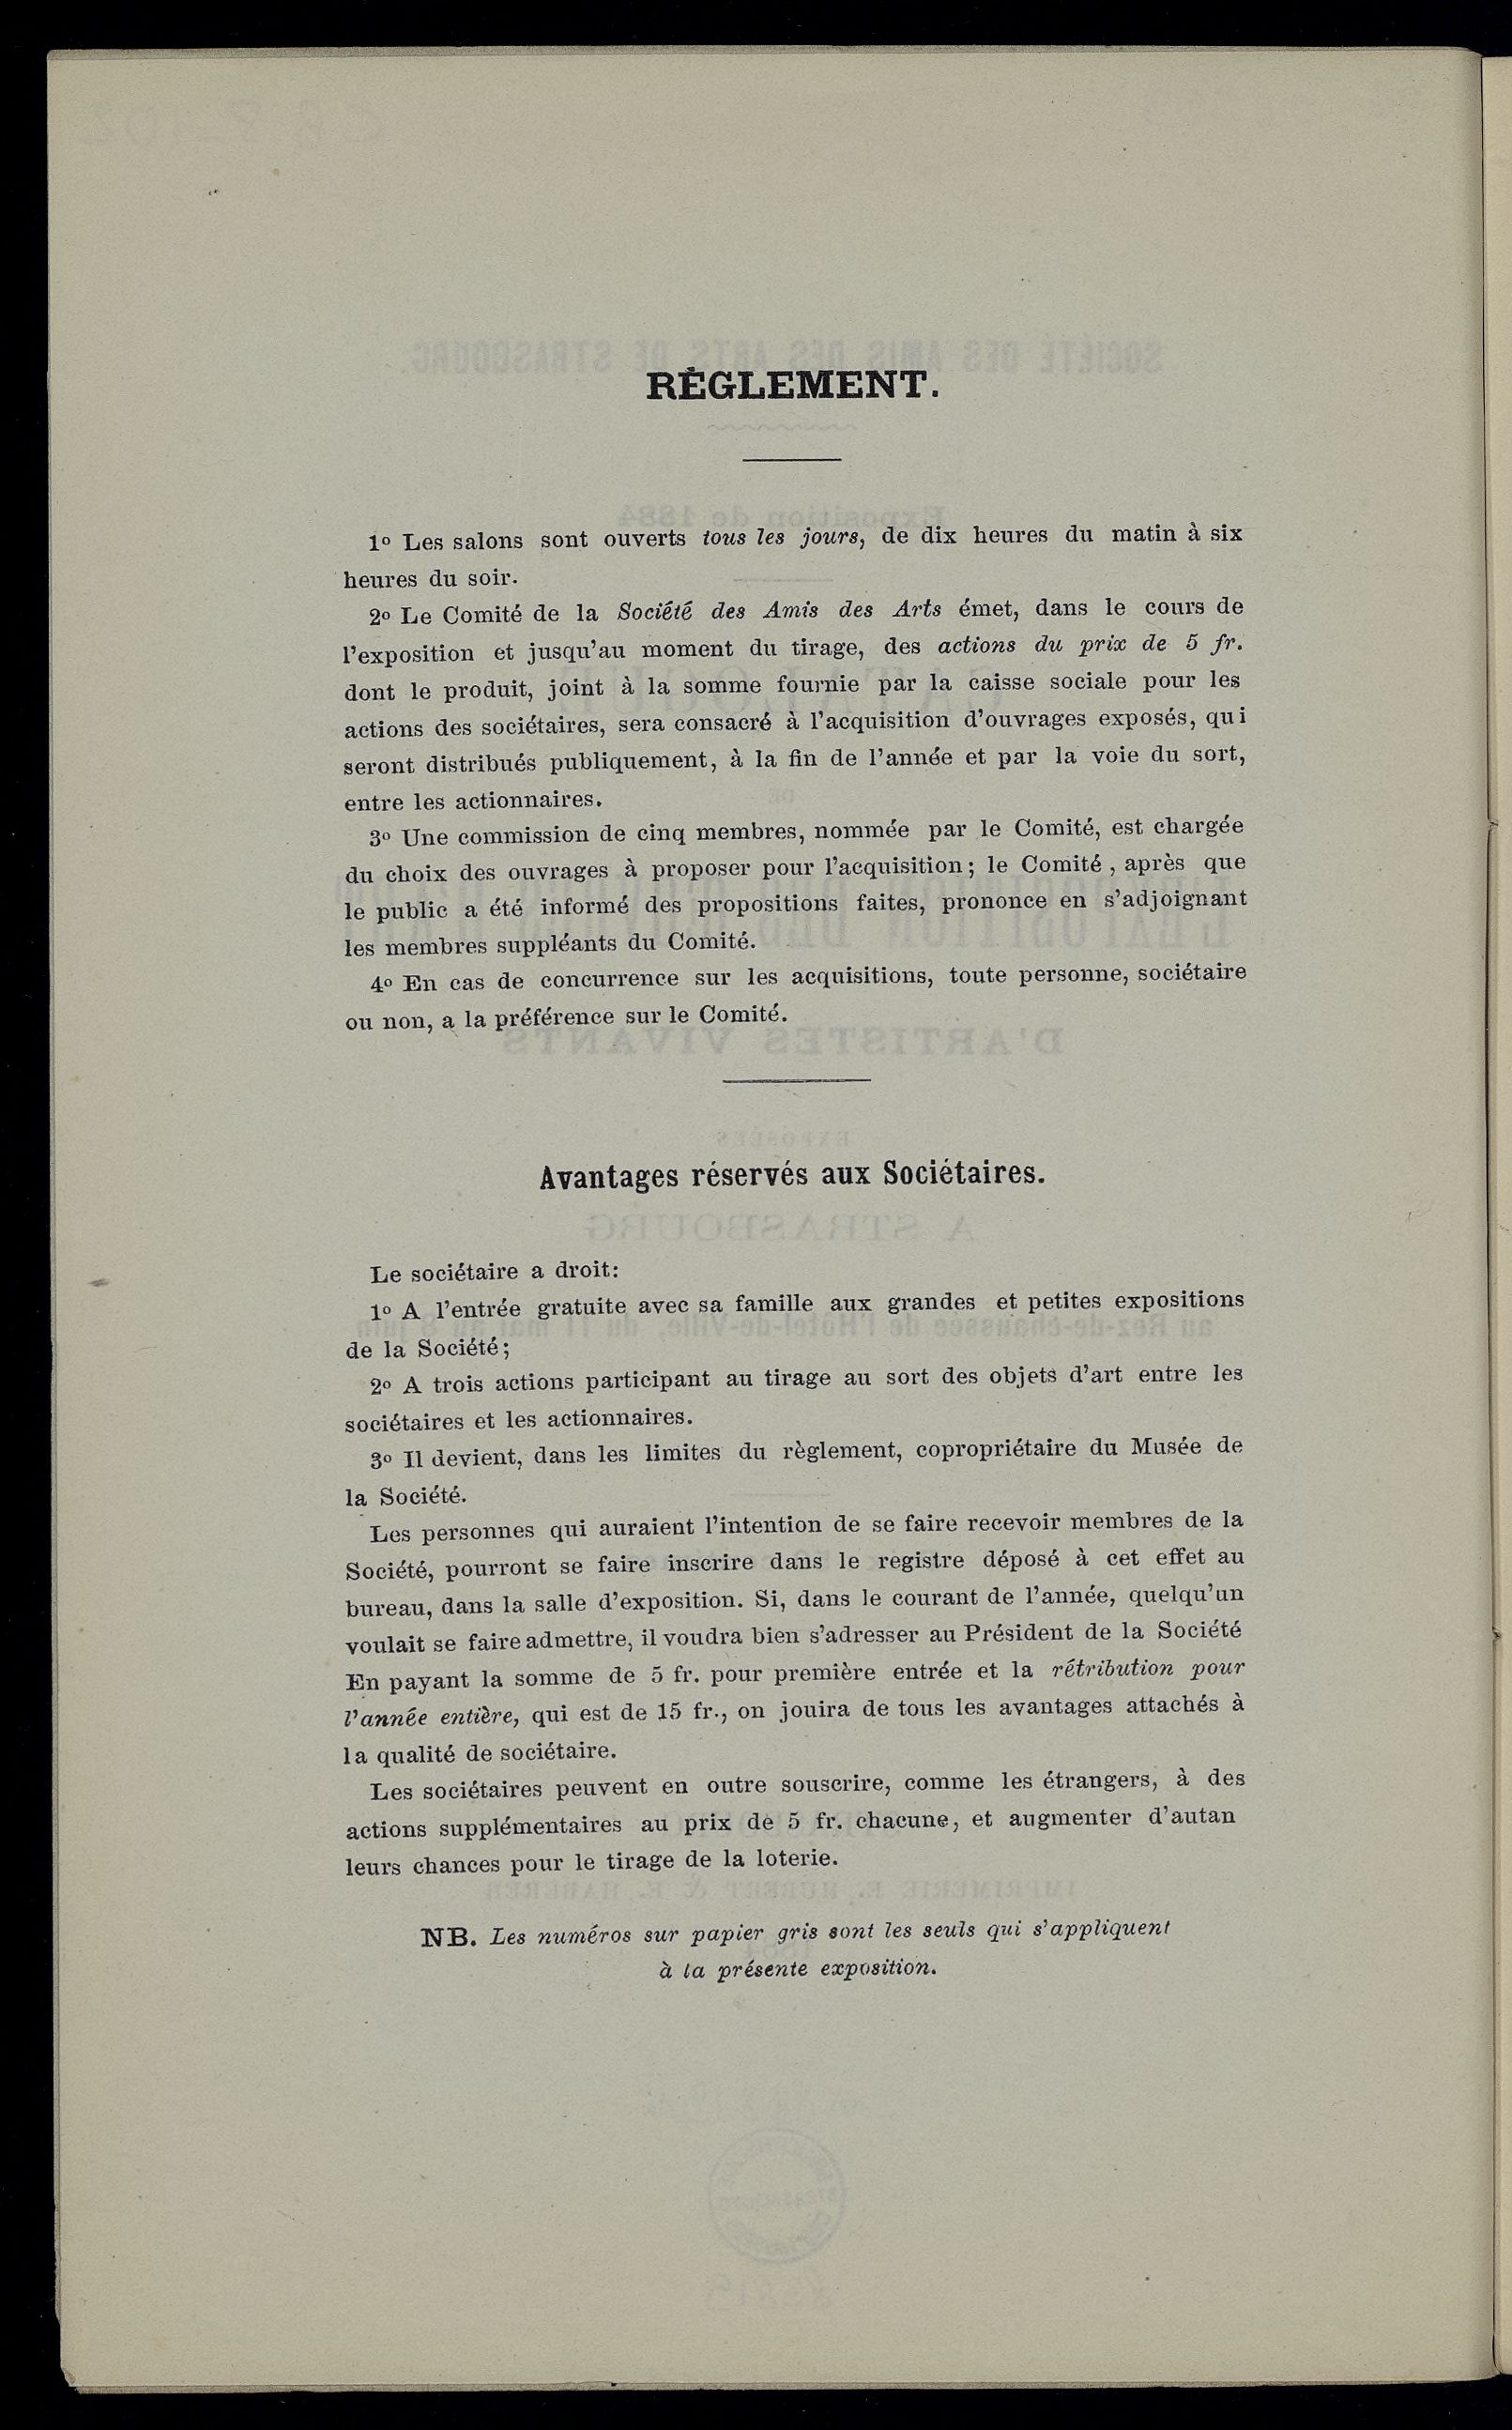 RÈGLEMENT.
1º Les salons sont ouverts tous les jours, de dix heures du matin à six
heures du soir.
2º Le Comité de la Société des Amis des Arts émet, dans le cours de
l'exposition et jusqu'au moment du tirage, des actions du prix de 5 fr.
dont le produit, joint à la somme fournie par la caisse sociale pour les
actions des sociétaires, sera consacré à l'acquisition d'ouvrages exposés, qui
seront distribués publiquement, à la fin de l'année et par la voie du sort,
entre les actionnaires.
3º Une commission de cinq membres, nommée par le Comité, est chargée
du choix des ouvrages à proposer pour l'acquisition; le Comité, après que
le public a été informé des propositions faites, prononce en s'adjoignant
les membres suppléants du Comité.
4º En cas de concurrence sur les acquisitions, toute personne, sociétaire
ou non, a la préférence sur le Comité.
Avantages réservés aux Sociétaires.
Le sociétaire a droit:
1º A l'entrée gratuite avec sa famille aux grandes et petites expositions
de la Société;
2º A trois actions participant au tirage au sort des objets d'art entre les
sociétaires et les actionnaires.
3º Il devient, dans les limites du règlement, copropriétaire du Musée de
la Société.
Les personnes qui auraient l'intention de se faire recevoir membres de la
Société, pourront se faire inscrire dans le registre déposé à cet effet au
bureau, dans la salle d'exposition. Si, dans le courant de l'année, quelqu'un
voulait se faire admettre, il voudra bien s'adresser au Président de la Société
En payant la somme de 5 fr. pour première entrée et la rétribution pour
l'année entière, qui est de 15 fr., on jouira de tous les avantages attachés à
la qualité de sociétaire.
Les sociétaires peuvent en outre souscrire, comme les étrangers, à des
actions supplémentaires au prix de 5 fr. chacune, et augmenter d'autan
leurs chances pour le tirage de la loterie.
NB. Les numéros sur papier gris sont les seuls qui s'appliquent
à la présente exposition.